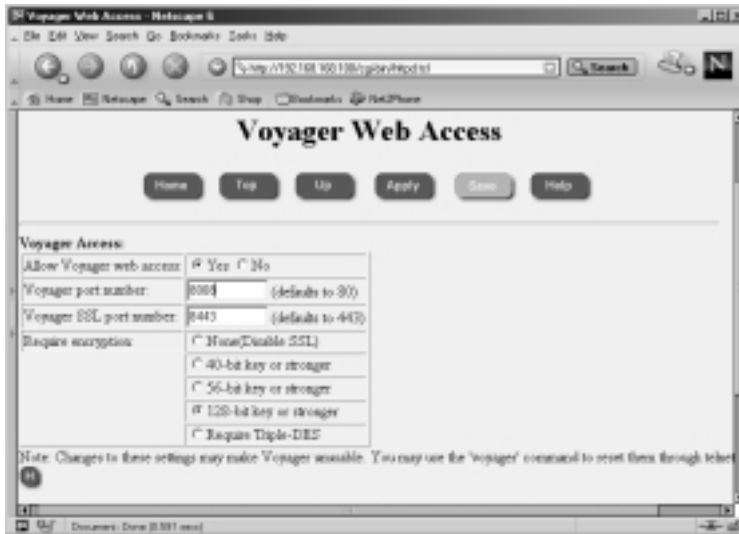 Voyager Web Access - Netscape 6
File Edit View Search Go Bookmarks Tasks Help
Search
N
Home Netscape Search Shop Bookmarks Net2Phone
Voyager Web Access
Home Top Up Apply Save Help
Voyager Access:
Allow Voyager web access: Yes No
Voyager port number: (defaults to 80)
Voyager SSL port number: 8443 (defaults to 443)
Require encryption: None(Disable SSL)
40-bit key or stronger
56-bit key or stronger
128-bit key or stronger
Require Triple-DES
Note: Changes to these settings may make Voyager unusable. You may use the 'voyager' command to reset them through telnet
Document: Done (0.591 secs)